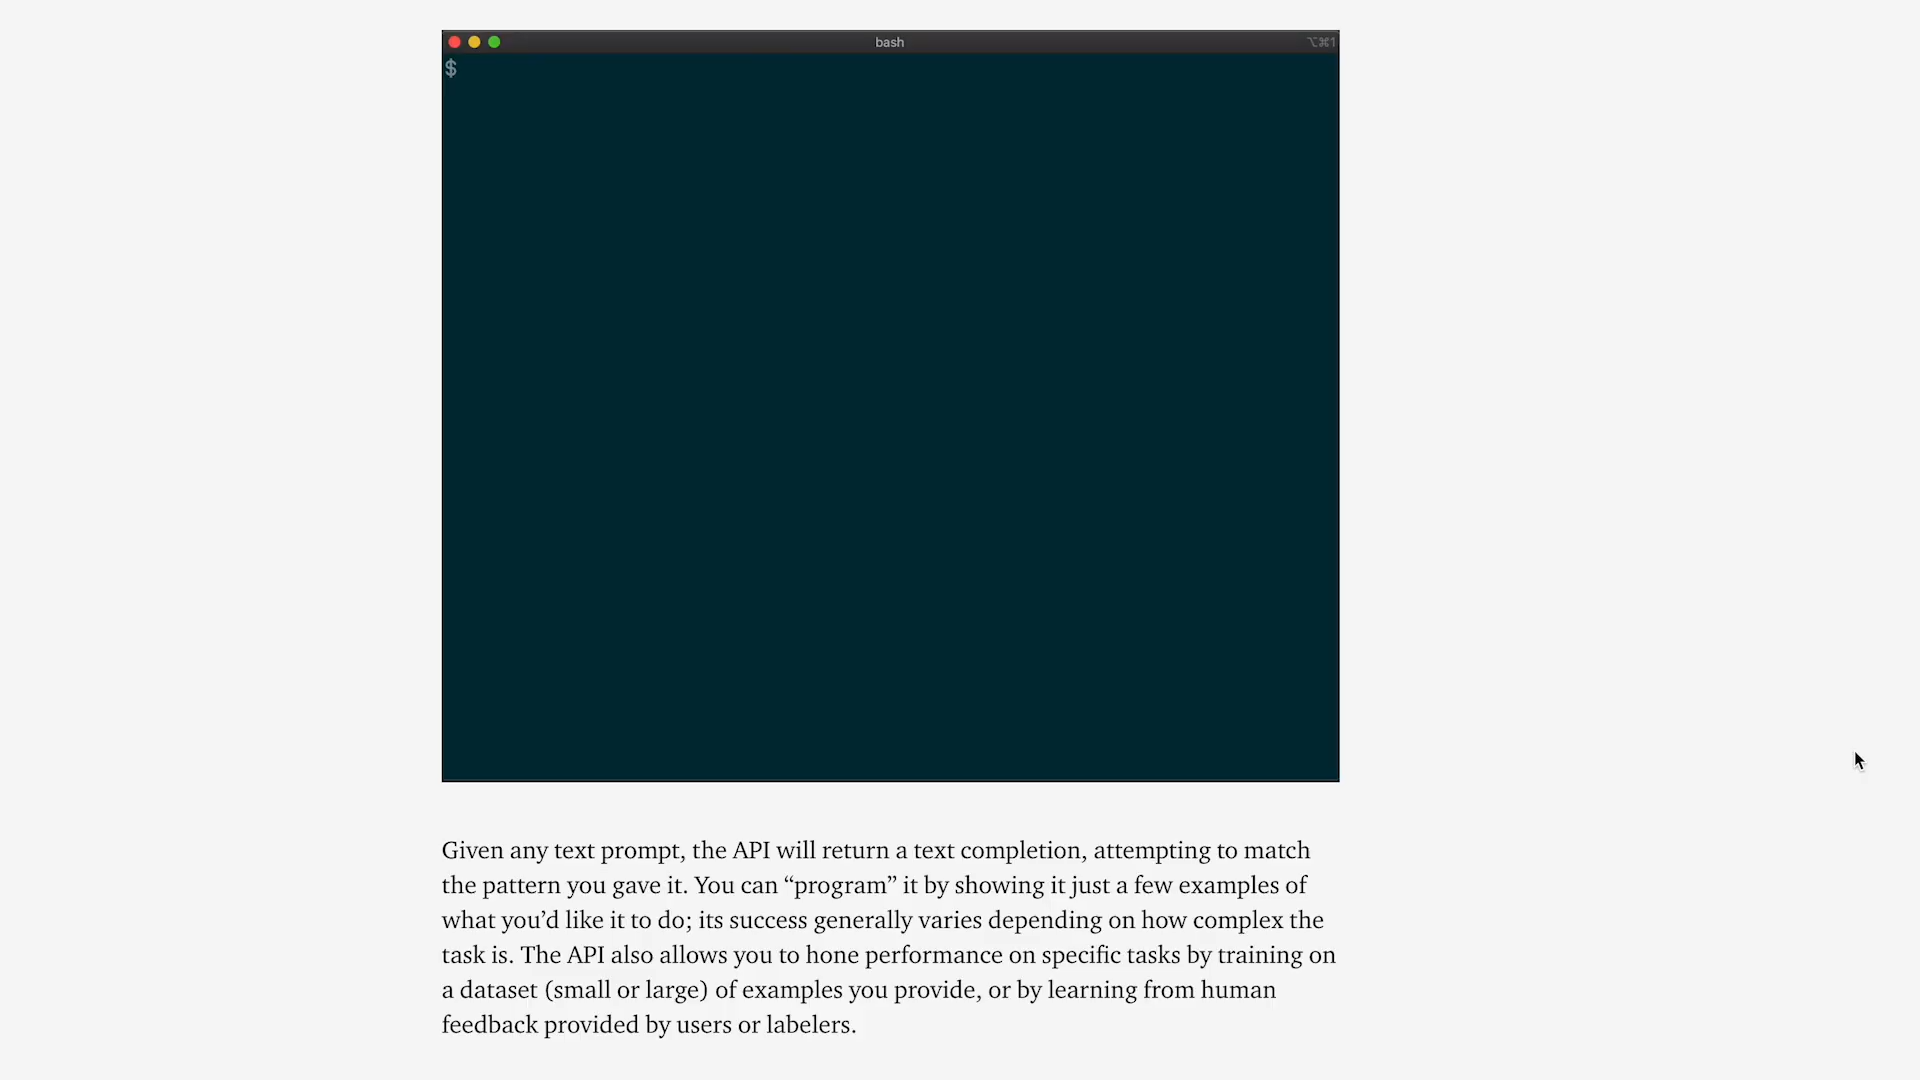 bash
⌥⌘1
$
Given any text prompt, the API will return a text completion, attempting to match
the pattern you gave it. You can “program” it by showing it just a few examples of
what you’d like it to do; its success generally varies depending on how complex the
task is. The API also allows you to hone performance on specific tasks by training on
a dataset (small or large) of examples you provide, or by learning from human
feedback provided by users or labelers.